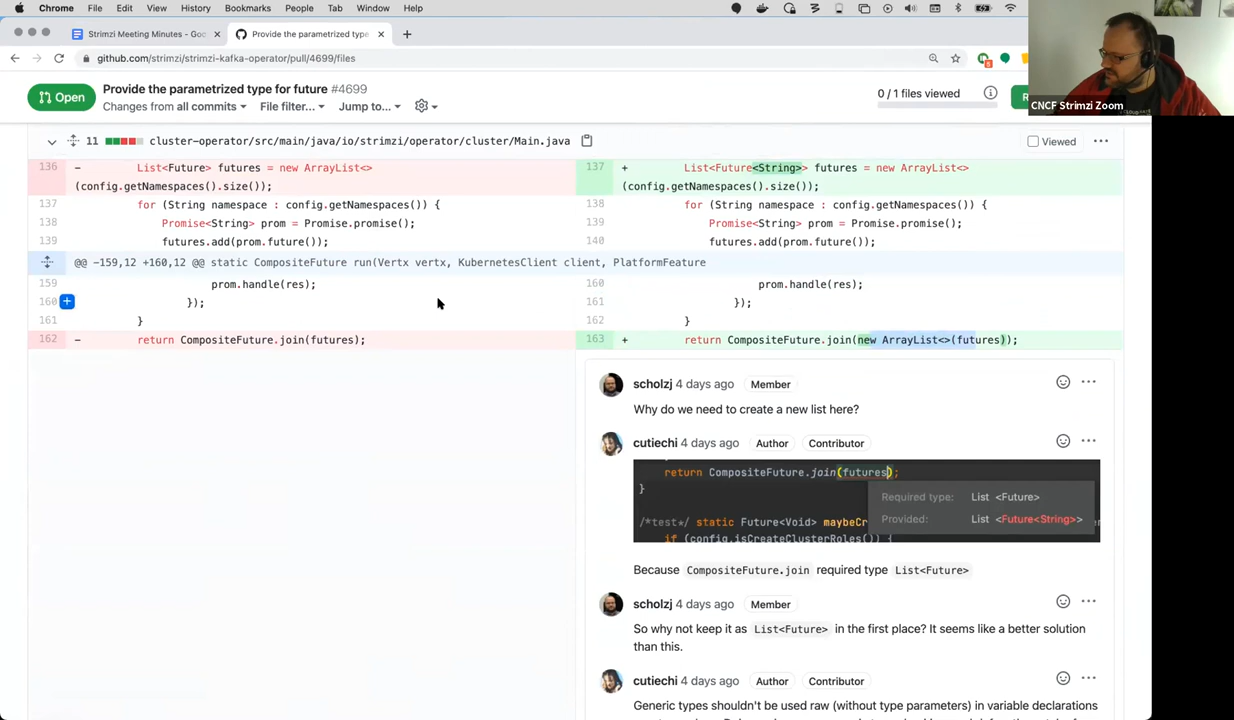 Chrome File Edit View History Bookmarks People Tab Window Help
Strimzi Meeting Minutes - Goo
Provide the parametrized type
github.com/strimzi/strimzi-kafka-operator/pull/4699/files
CNCF Strimzi Zoom
Open
Provide the parametrized type for future #4699
Changes from all commits File filter... Jump to...
0 / 1 files viewed
11 cluster-operator/src/main/java/io/strimzi/operator/cluster/Main.java
Viewed
136 - List<Future> futures = new ArrayList<>
(config.getNamespaces().size());
137 for (String namespace : config.getNamespaces()) {
138 Promise<String> prom = Promise.promise();
139 futures.add(prom.future());
137 + List<Future<String>> futures = new ArrayList<>
(config.getNamespaces().size());
138 for (String namespace : config.getNamespaces()) {
139 Promise<String> prom = Promise.promise();
140 futures.add(prom.future());
@@ -159,12 +160,12 @@ static CompositeFuture run(Vertx vertx, KubernetesClient client, PlatformFeature
159 prom.handle(res);
160 });
161 }
162 - return CompositeFuture.join(futures);
160 prom.handle(res);
161 });
162 }
163 + return CompositeFuture.join(new ArrayList<>(futures));
scholzj 4 days ago Member
Why do we need to create a new list here?
cutiechi 4 days ago Author Contributor
return CompositeFuture.join(futures);
}
Required type: List <Future>
Provided: List <Future<String>>
/*test*/ static Future<Void> maybeCr
if (config.isCreateClusterRoles()) {
Because CompositeFuture.join required type List<Future>
scholzj 4 days ago Member
So why not keep it as List<Future> in the first place? It seems like a better solution
than this.
cutiechi 4 days ago Author Contributor
Generic types shouldn't be used raw (without type parameters) in variable declarations